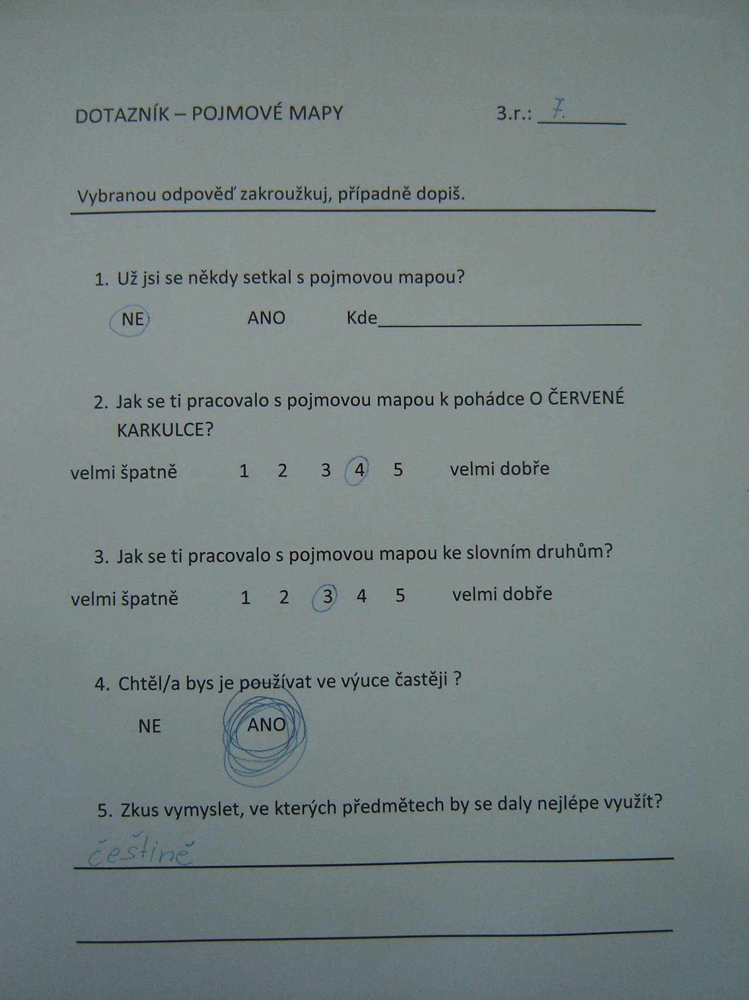 DOTAZNÍK – POJMOVÉ MAPY 3.r.: 7.
Vybranou odpověď zakroužkuj, případně dopiš.
1. Už jsi se někdy setkal s pojmovou mapou?
NE ANO Kde
2. Jak se ti pracovalo s pojmovou mapou k pohádce O ČERVENÉ
KARKULCE?
velmi špatně 1 2 3 4 5 velmi dobře
3. Jak se ti pracovalo s pojmovou mapou ke slovním druhům?
velmi špatně 1 2 3 4 5 velmi dobře
4. Chtěl/a bys je používat ve výuce častěji ?
NE ANO
5. Zkus vymyslet, ve kterých předmětech by se daly nejlépe využít?
češtině